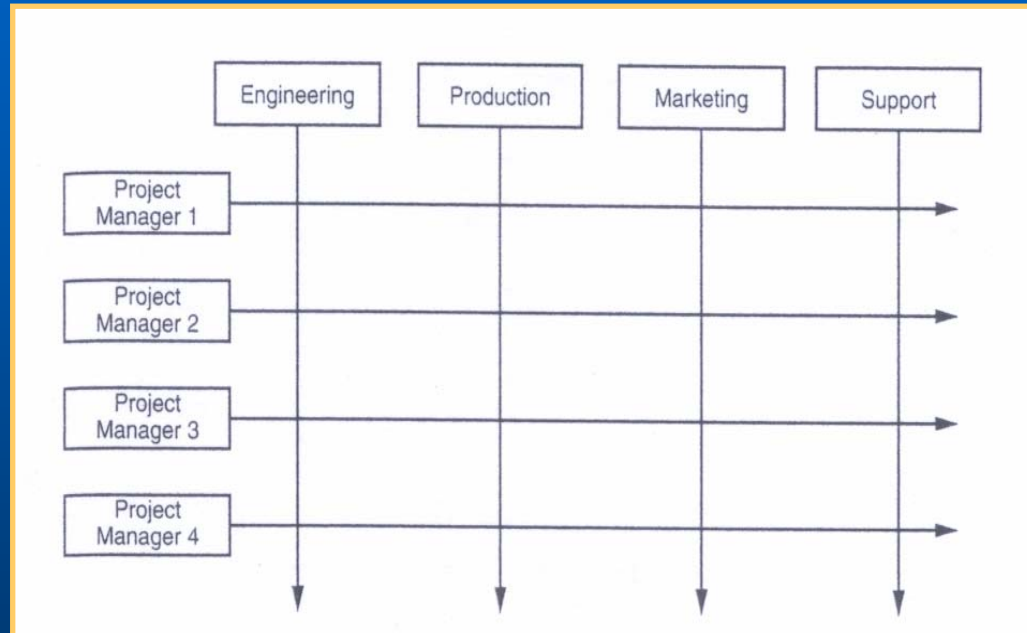 Engineering
Production
Marketing
Support
Project
Manager 1
Project
Manager 2
Project
Manager 3
Project
Manager 4